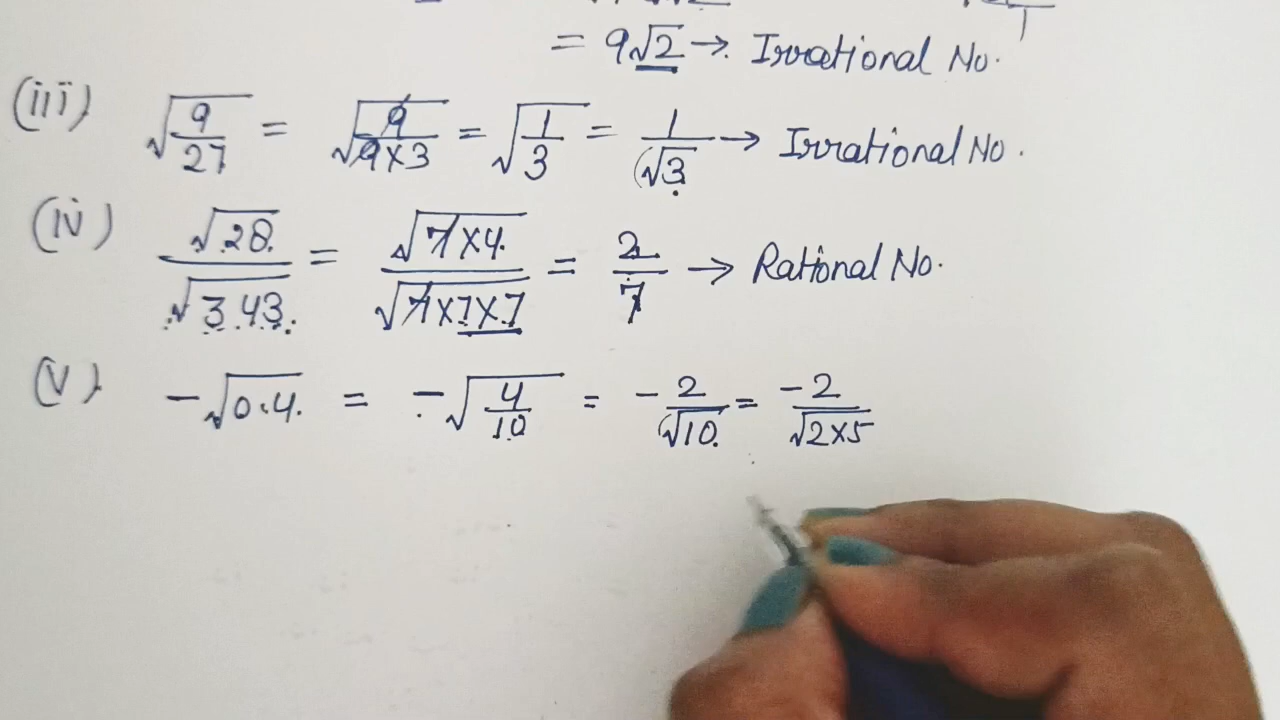 = 9√2 → Irrational No.
(iii) √(9/27) = √(9/(9×3)) = √(1/3) = 1/(√3 → Irrational No.
(iv) √28/√343 = √(7×4)/√(7×7×7) = 2/7 → Rational No.
(v) -√0.4 = -√(4/10) = -2/(√10 = -2/√(2×5)